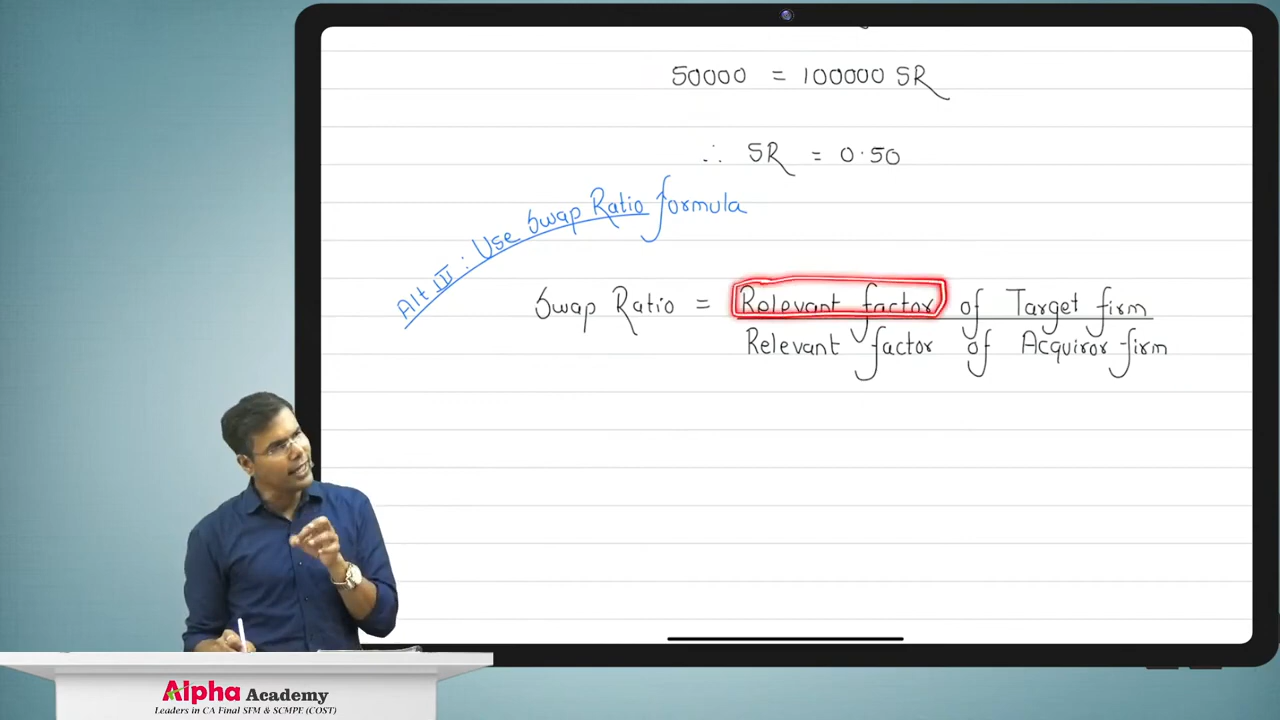 50000 = 100000 SR
∴ SR = 0.50
Alt III : Use Swap Ratio formula
Swap Ratio = Relevant factor of Target firm
Relevant factor of Acquiror firm
Alpha Academy
Leaders in CA Final SFM & SCMPE (COST)